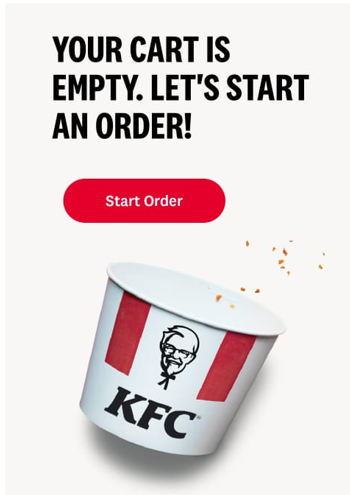 YOUR CART IS
EMPTY. LET'S START
AN ORDER!
Start Order
KFC®